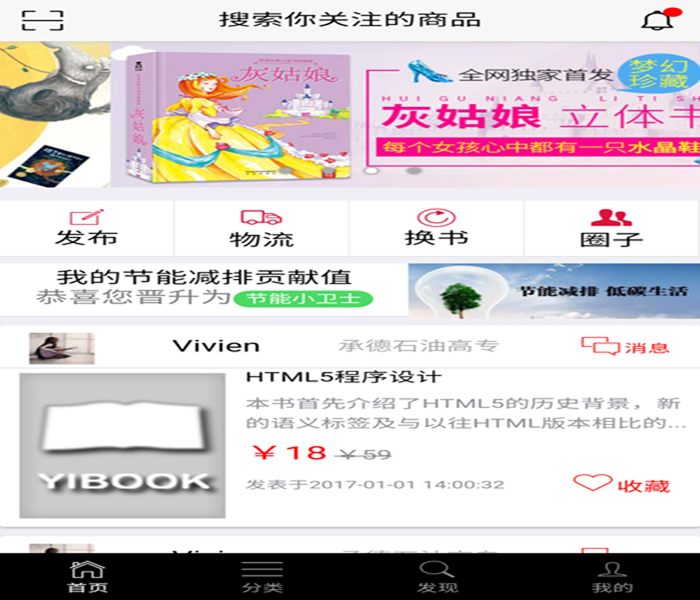 搜索你关注的商品
灰姑娘
灰姑娘
全网独家首发
梦幻
珍藏
HUI GU NIANG LI TI SH
灰姑娘 立体书
每个女孩心中都有一只水晶鞋
发布
物流
换书
圈子
我的节能减排贡献值
恭喜您晋升为 节能小卫士
节能减排 低碳生活
Vivien
承德石油高专
消息
YIBOOK
HTML5程序设计
本书首先介绍了HTML5的历史背景，新
的语义标签及与以往HTML版本相比的...
￥18 ￥59
发表于2017-01-01 14:00:32
收藏
首页
分类
发现
我的